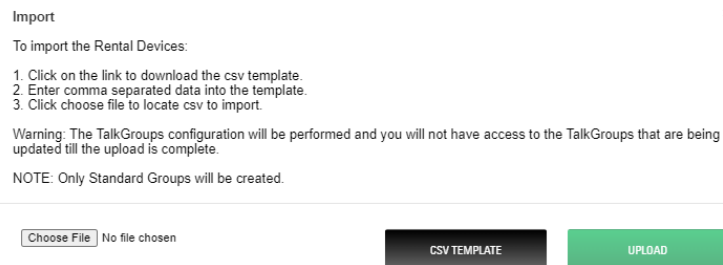 Import
To import the Rental Devices:
1. Click on the link to download the csv template.
2. Enter comma separated data into the template.
3. Click choose file to locate csv to import.
Warning: The TalkGroups configuration will be performed and you will not have access to the TalkGroups that are being
updated till the upload is complete.
NOTE: Only Standard Groups will be created.
Choose File No file chosen CSV TEMPLATE UPLOAD